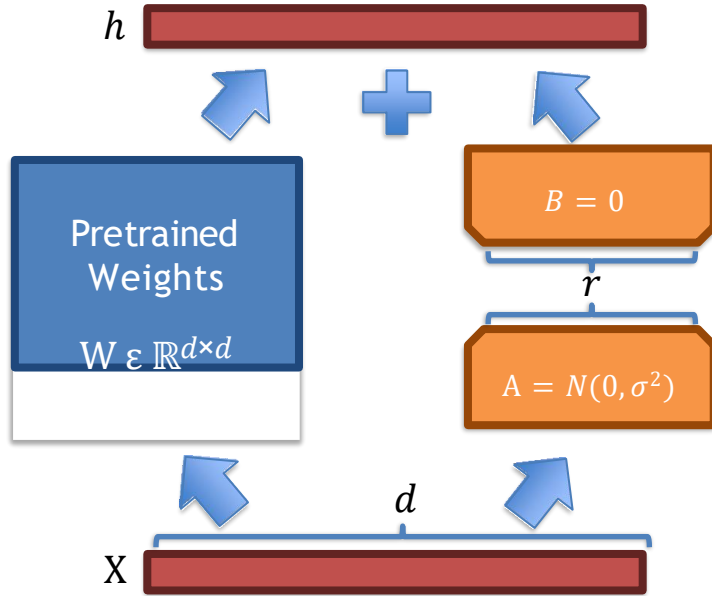 h
Pretrained
Weights
W ε ℝ^{d×d}
B = 0
r
A = N(0, σ²)
d
X